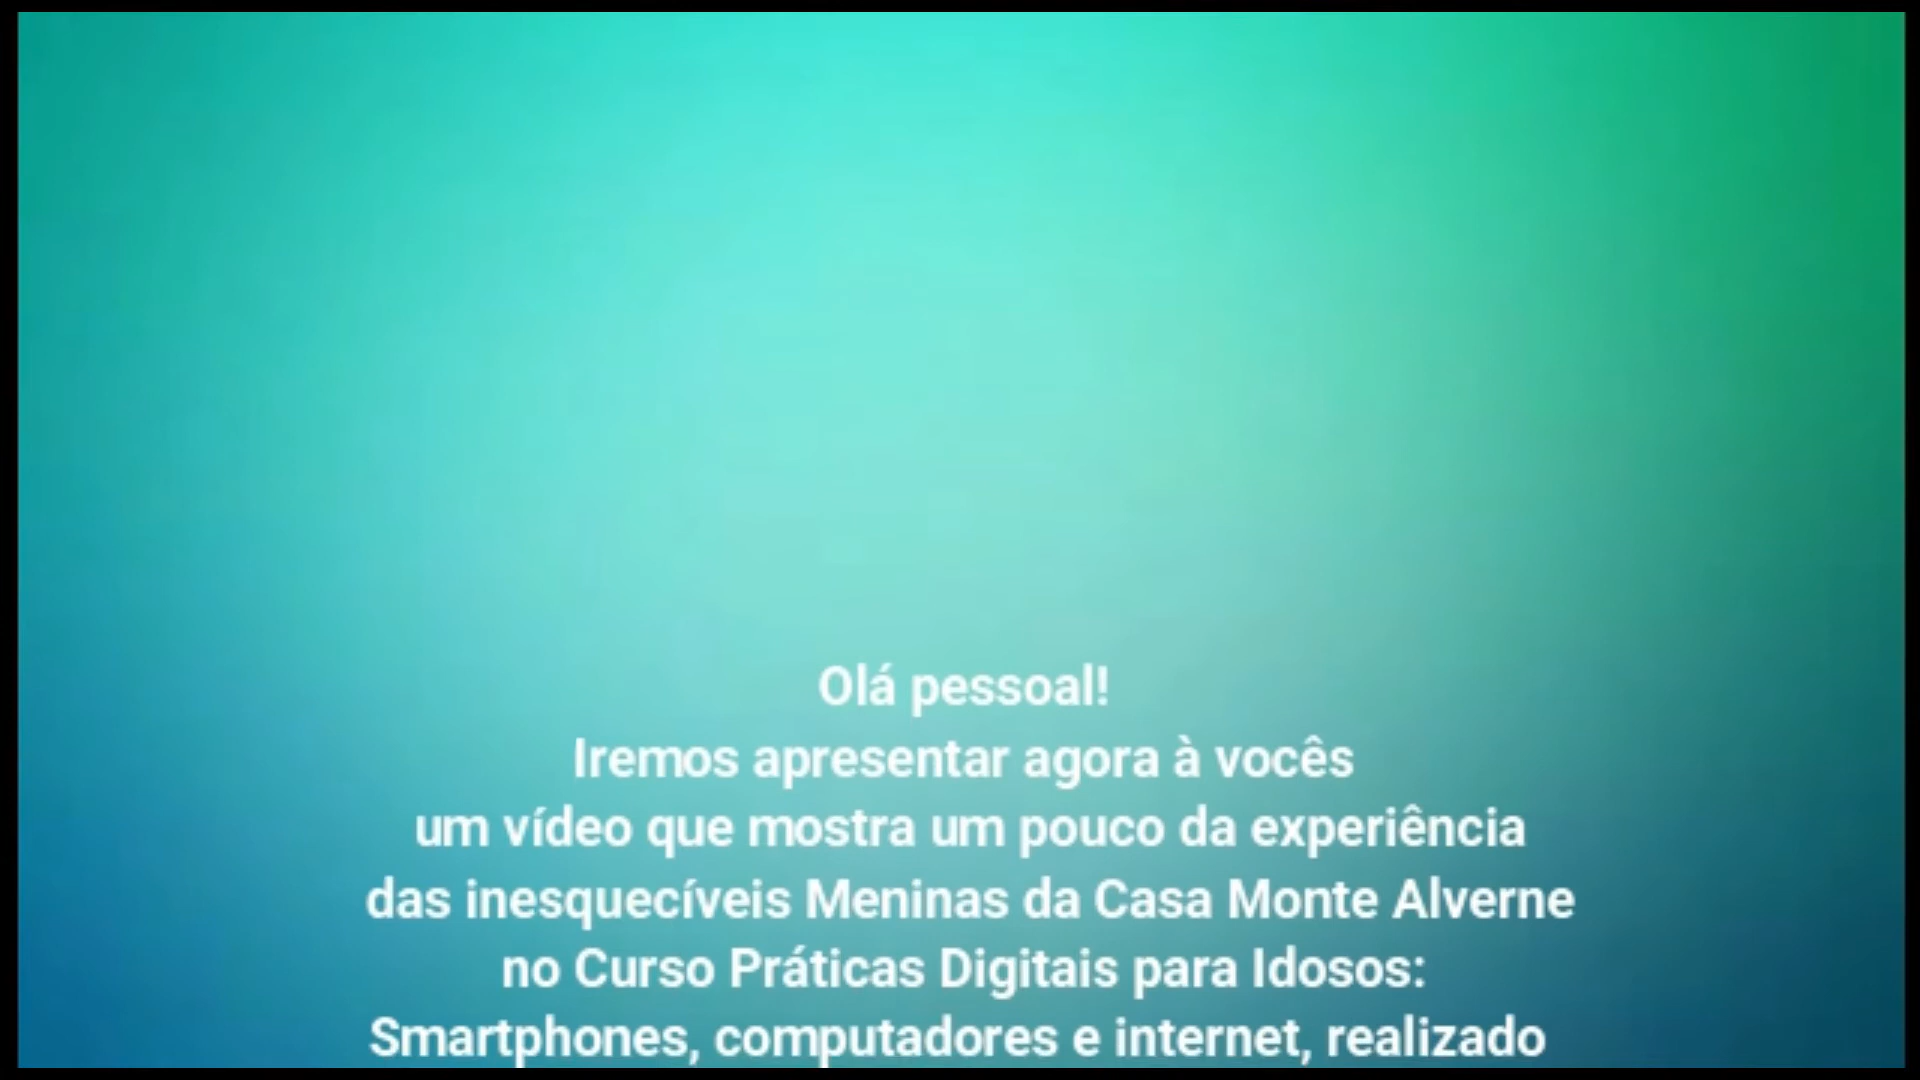 Olá pessoal!
Iremos apresentar agora à vocês
um vídeo que mostra um pouco da experiência
das inesquecíveis Meninas da Casa Monte Alverne
no Curso Práticas Digitais para Idosos:
Smartphones, computadores e internet, realizado